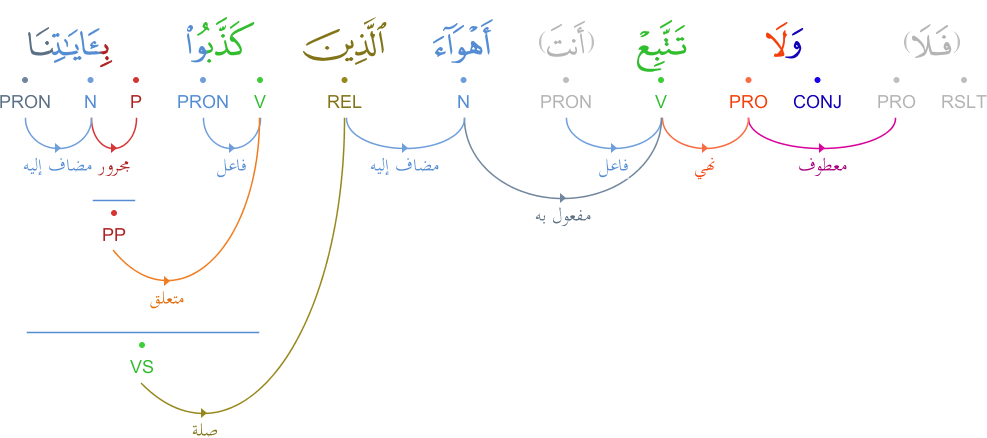 (فَلَا) وَلَا تَتَّبِعْ (أَنتَ) أَهْوَآءَ ٱلَّذِينَ كَذَّبُوا۟ بِـَٔايَـٰتِنَا
PRON N P PRON V REL N PRON V PRO CONJ PRO RSLT
مضاف إليه مجرور فاعل مضاف إليه فاعل نهي معطوف
مفعول به
PP
متعلق
VS
صلة